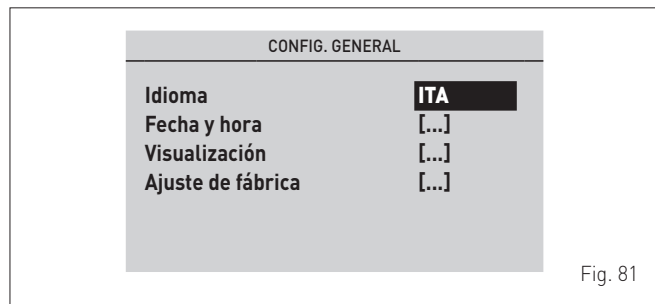 CONFIG. GENERAL
Idioma ITA
Fecha y hora [...]
Visualización [...]
Ajuste de fábrica [...]
Fig. 81